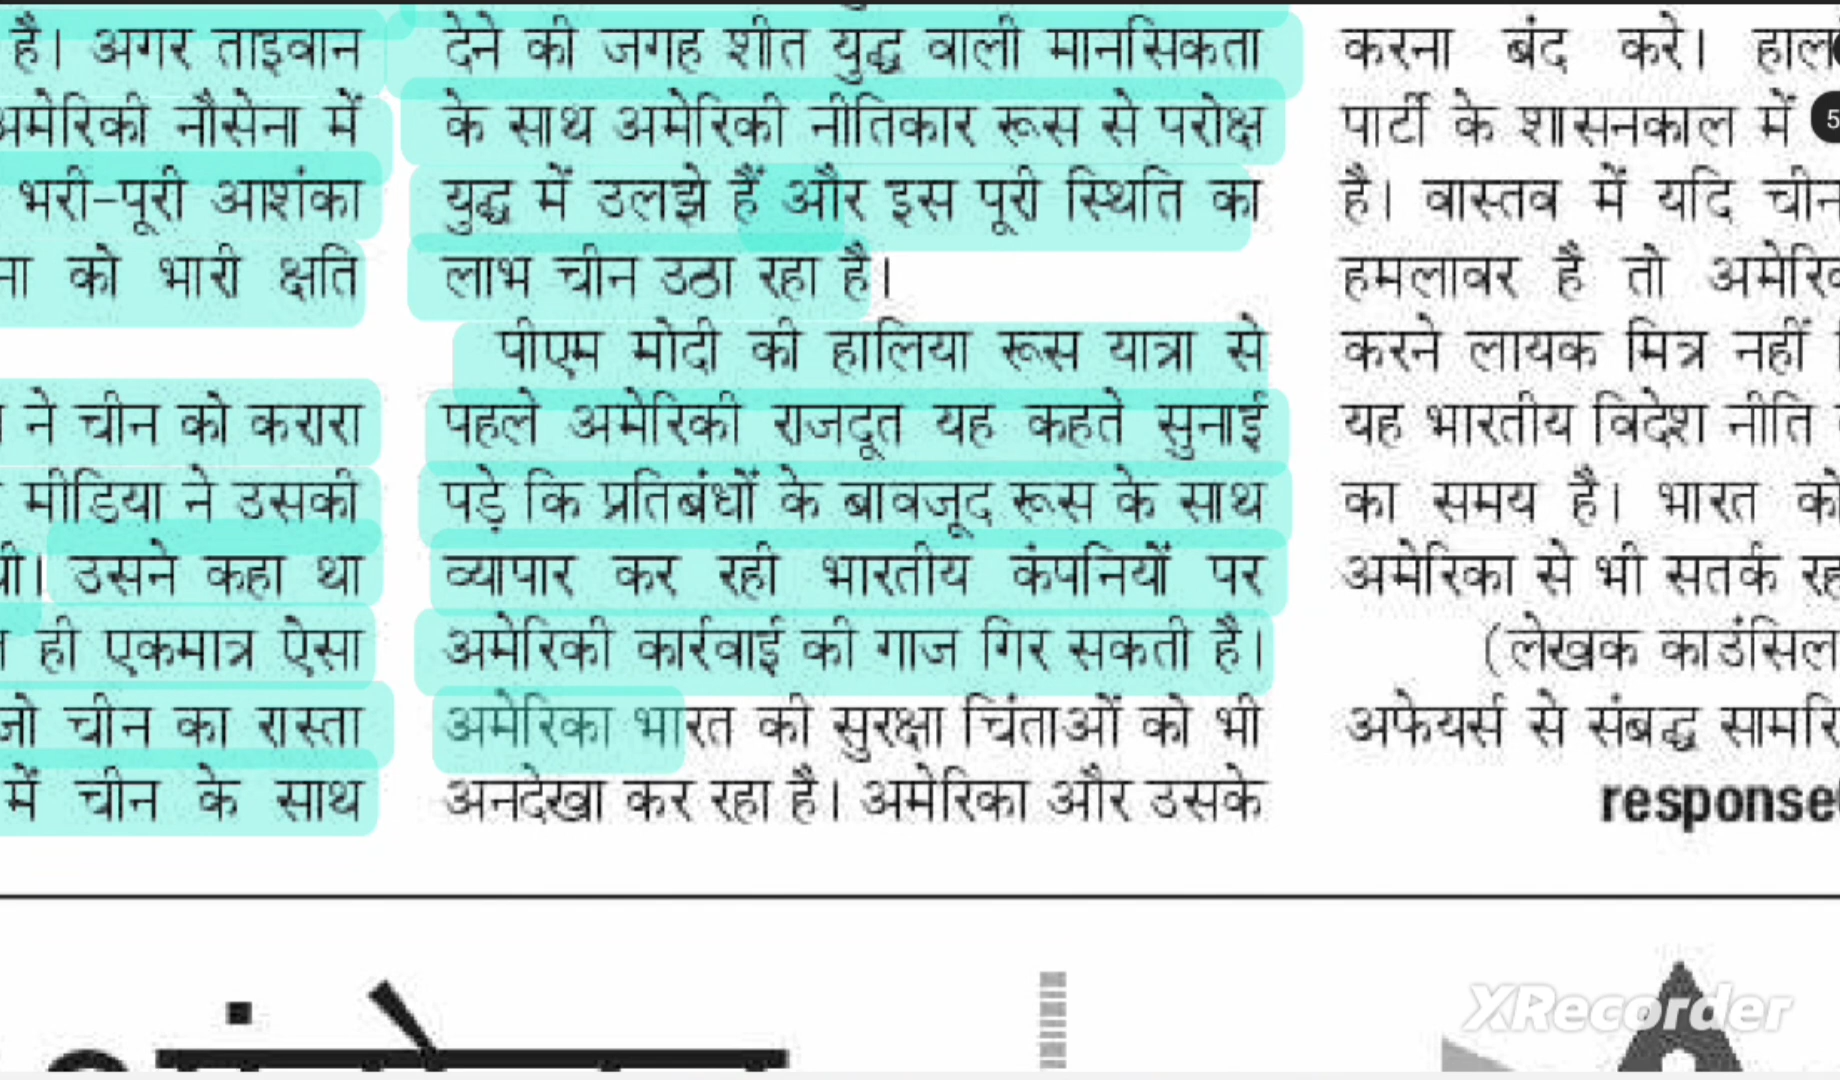 है। अगर ताइवान
अमेरिकी नौसेना में
भरी-पूरी आशंका
को भारी क्षति
ने चीन को करारा
मीडिया ने उसकी
उसने कहा था
ही एकमात्र ऐसा
जो चीन का रास्ता
में चीन के साथ
देने की जगह शीत युद्ध वाली मानसिकता
के साथ अमेरिकी नीतिकार रूस से परोक्ष
युद्ध में उलझे हैं और इस पूरी स्थिति का
लाभ चीन उठा रहा है।
पीएम मोदी की हालिया रूस यात्रा से
पहले अमेरिकी राजदूत यह कहते सुनाई
पड़े कि प्रतिबंधों के बावजूद रूस के साथ
व्यापार कर रही भारतीय कंपनियों पर
अमेरिकी कार्रवाई की गाज गिर सकती है।
अमेरिका भारत की सुरक्षा चिंताओं को भी
अनदेखा कर रहा है। अमेरिका और उसके
करना बंद करे।
पार्टी के शासनकाल में
5
है। वास्तव में यदि चीन
हमलावर है तो
करने लायक मित्र नहीं
यह भारतीय विदेश नीति
का समय है। भारत को
अमेरिका से भी सतर्क
(लेखक काउंसिल
अफेयर्स से संबद्ध
response
XRecorder